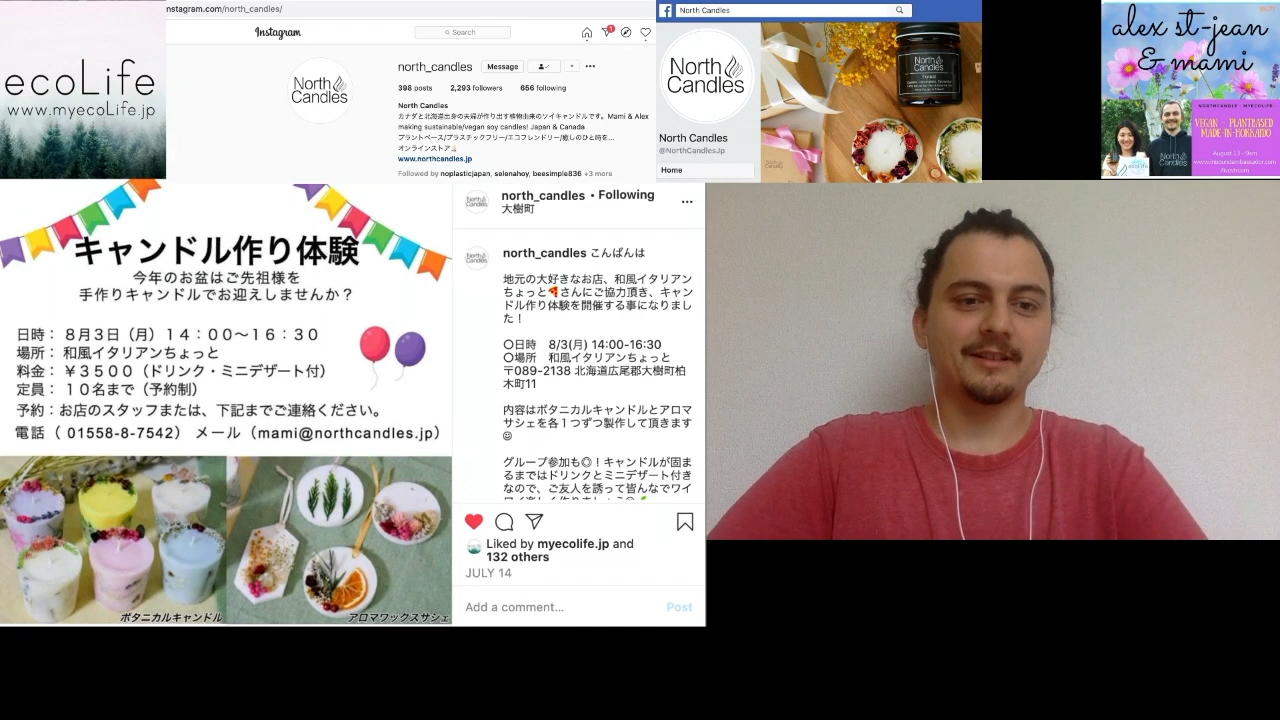 ecoLife
www.myecoLife.jp
nstagram.com/north_candles/
Instagram
Search
1
north_candles
Message
398 posts
2,293 followers
656 following
North Candles
カナダと北海道出身の夫婦が作り出す植物由来のソイキャンドルです。Mami & Alex
making sustainable/vegan soy candles! Japan & Canada
プラントベース/プラスチックフリー/エコフレンドリー/癒しのひと時を...
オンラインストア
www.northcandles.jp
Followed by noplasticjapan, selenahoy, beesimple836 +3 more
North
Candles
North Candles
North
Candles
North Candles
@NorthCandlesJp
Home
North
Candles
alex st-jean
& mami
NORTHCANDLE - MYECOLIFE
VEGAN - PLANTBASED
MADE-IN-HOKKAIDO
August 13 - 9am
www.inboundambassador.com
/livestream
キャンドル作り体験
今年のお盆はご先祖様を
手作りキャンドルでお迎えしませんか？
日時： ８月３日（月）１４：００〜１６：３０
場所： 和風イタリアンちょっと
料金： ￥３５００（ドリンク・ミニデザート付）
定員： １０名まで（予約制）
予約：お店のスタッフまたは、下記までご連絡ください。
電話（ 01558-8-7542） メール（mami@northcandles.jp）
ボタニカルキャンドル
アロマワックスサシェ
north_candles • Following
大樹町
north_candles こんばんは
地元の大好きなお店、和風イタリアン
ちょっと🍕さんにご協力頂き、キャン
ドル作り体験を開催する事になりまし
た！
〇日時　8/3(月) 14:00-16:30
〇場所　和風イタリアンちょっと
〒089-2138 北海道広尾郡大樹町柏
木町11
内容はボタニカルキャンドルとアロマ
サシェを各１つずつ製作して頂きます
😄
グループ参加も◎！キャンドルが固ま
るまではドリンクとミニデザート付き
なので、ご友人を誘って皆んなでワイ
Liked by myecolife.jp and
132 others
JULY 14
Add a comment...
Post